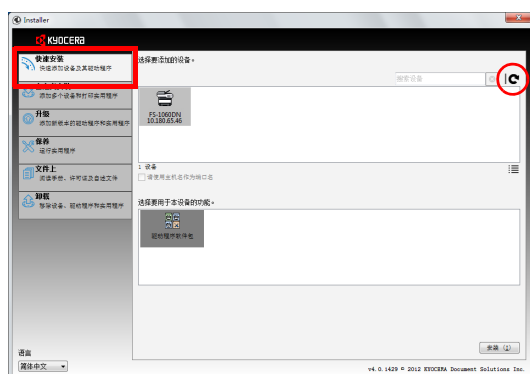 Installer
KYOCERA
快速安装
快速添加设备及其驱动程序
添加多个设备和打印实用程序
升级
添加新版本的驱动程序和实用程序
保养
运行实用程序
文件上
阅读手册、许可证及自述文件
卸载
移除设备、驱动程序和实用程序
语言
简体中文
选择要添加的设备。
搜索设备
FS-1060DN
10.180.65.46
1 设备
请使用主机名作为端口名
选择要用于本设备的功能。
驱动程序软件包
安装 (I)
v4.0.1429 © 2012 KYOCERA Document Solutions Inc.